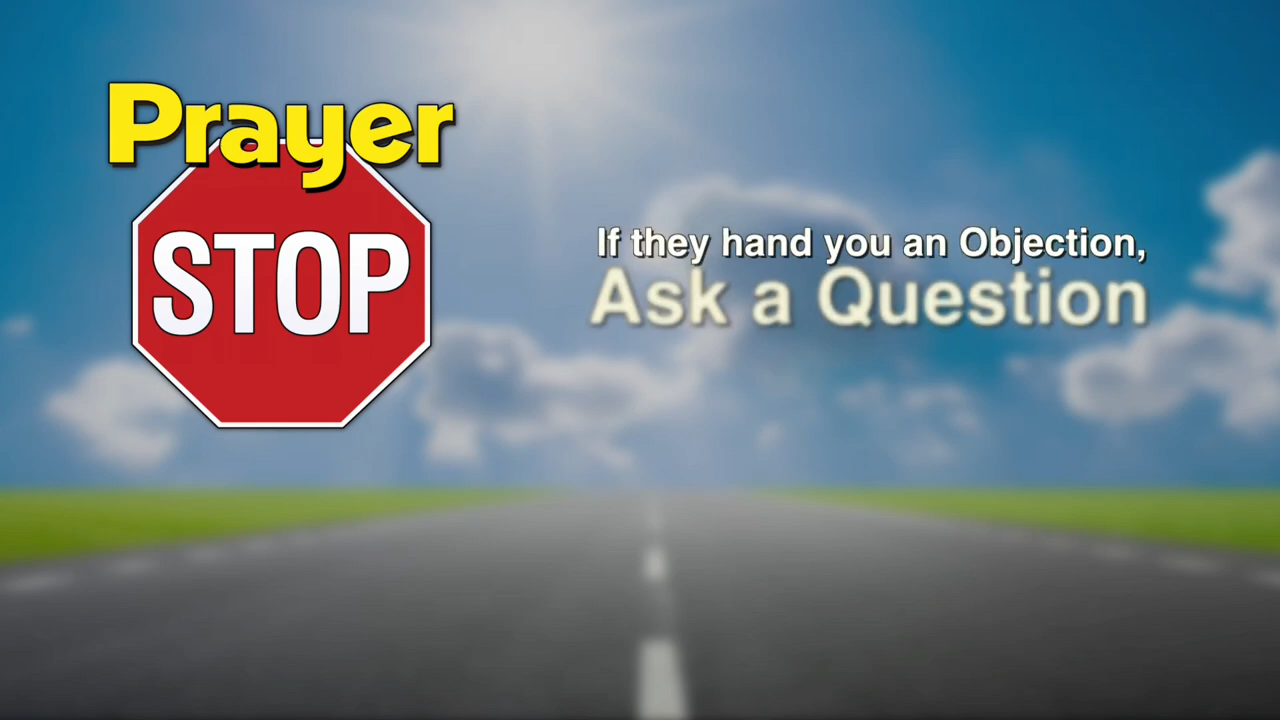 Prayer
STOP
If they hand you an Objection,
Ask a Question